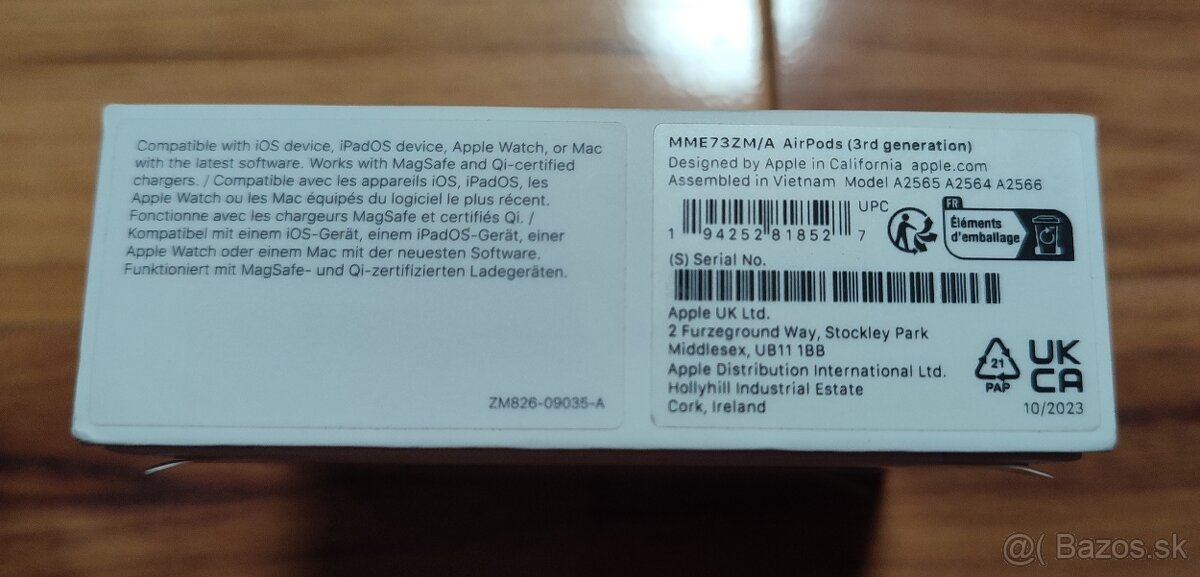 Compatible with iOS device, iPadOS device, Apple Watch, or Mac
with the latest software. Works with MagSafe and Qi-certified
chargers. / Compatible avec les appareils iOS, iPadOS, les
Apple Watch ou les Mac équipés du logiciel le plus récent.
Fonctionne avec les chargeurs MagSafe et certifiés Qi. /
Kompatibel mit einem iOS-Gerät, einem iPadOS-Gerät, einer
Apple Watch oder einem Mac mit der neuesten Software.
Funktioniert mit MagSafe- und Qi-zertifizierten Ladegeräten.
ZM826-09035-A
MME73ZM/A AirPods (3rd generation)
Designed by Apple in California apple.com
Assembled in Vietnam Model A2565 A2564 A2566
UPC
1 94252 81852 7
FR
Éléments
d'emballage
(S) Serial No.
Apple UK Ltd.
2 Furzeground Way, Stockley Park
Middlesex, UB11 1BB
Apple Distribution International Ltd.
Hollyhill Industrial Estate
Cork, Ireland
21
PAP
UK
CA
10/2023
@( Bazos.sk